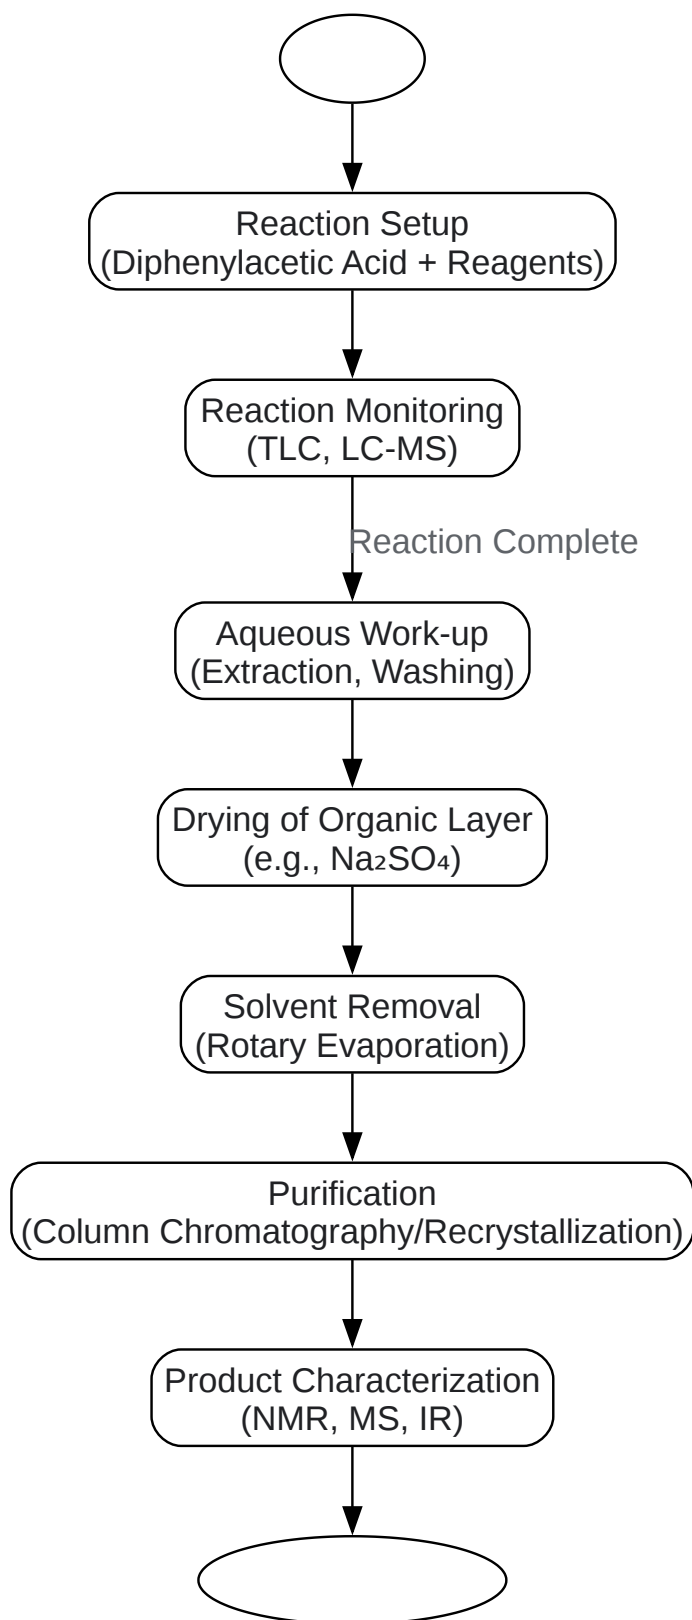 Reaction Setup
(Diphenylacetic Acid + Reagents)
Reaction Monitoring
(TLC, LC-MS)
Reaction Complete
Aqueous Work-up
(Extraction, Washing)
Drying of Organic Layer
(e.g., Na₂SO₄)
Solvent Removal
(Rotary Evaporation)
Purification
(Column Chromatography/Recrystallization)
Product Characterization
(NMR, MS, IR)